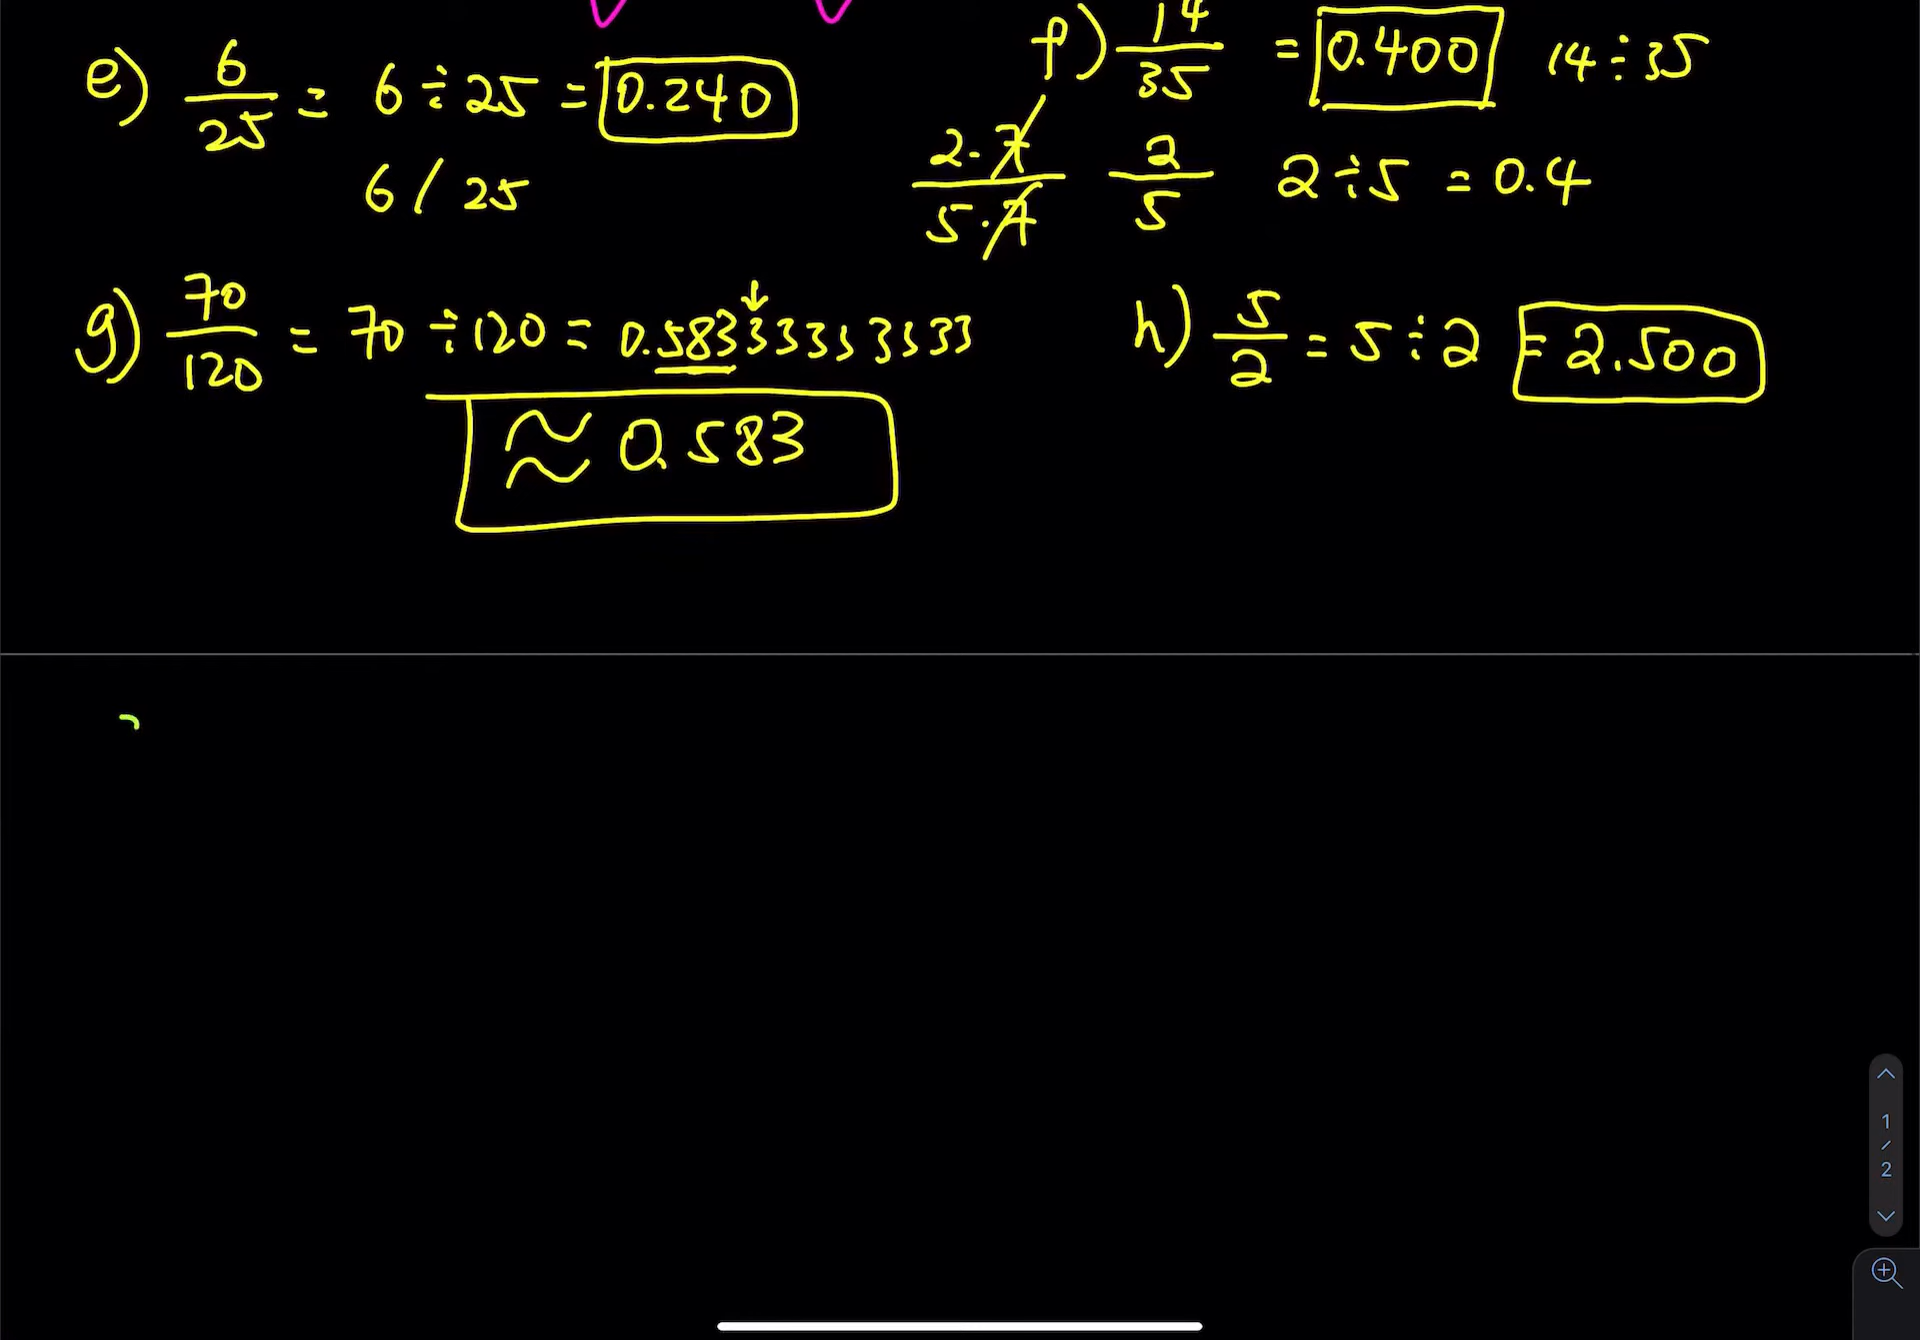 e) 6/25 = 6 ÷ 25 = 0.240
6 / 25
f) 14/35 = 0.400 14 ÷ 35
2·7/5·7 2/5 2 ÷ 5 = 0.4
g) 70/120 = 70 ÷ 120 = 0.58333333333
≈ 0.583
h) 5/2 = 5 ÷ 2 = 2.500
1
/
2